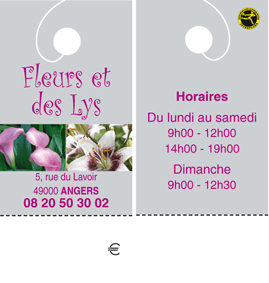 Fleurs et
des Lys
5, rue du Lavoir
49000 ANGERS
08 20 50 30 02
€
Horaires
Du lundi au samedi
9h00 - 12h00
14h00 - 19h00
Dimanche
9h00 - 12h30